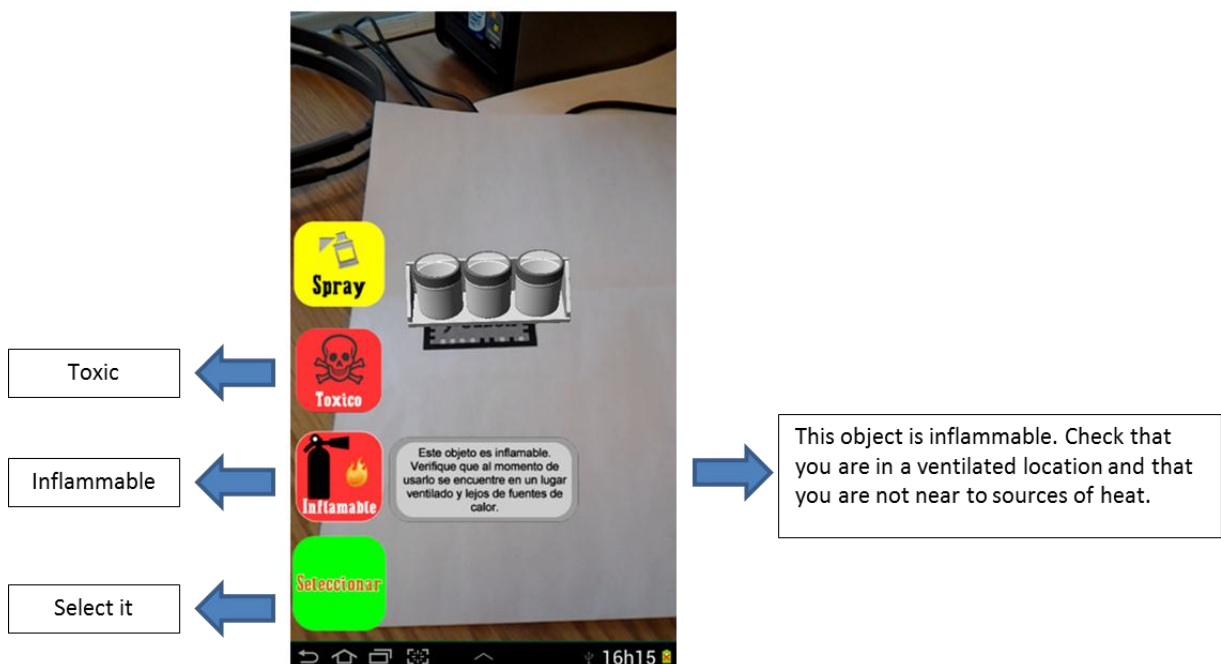 Spray
Toxic
Toxico
Inflammable
Inflamable
Este objeto es inflamable.
Verifique que al momento de
usarlo se encuentre en un lugar
ventilado y lejos de fuentes de
calor.
This object is inflammable. Check that
you are in a ventilated location and that
you are not near to sources of heat.
Select it
Seleccionar
16h15